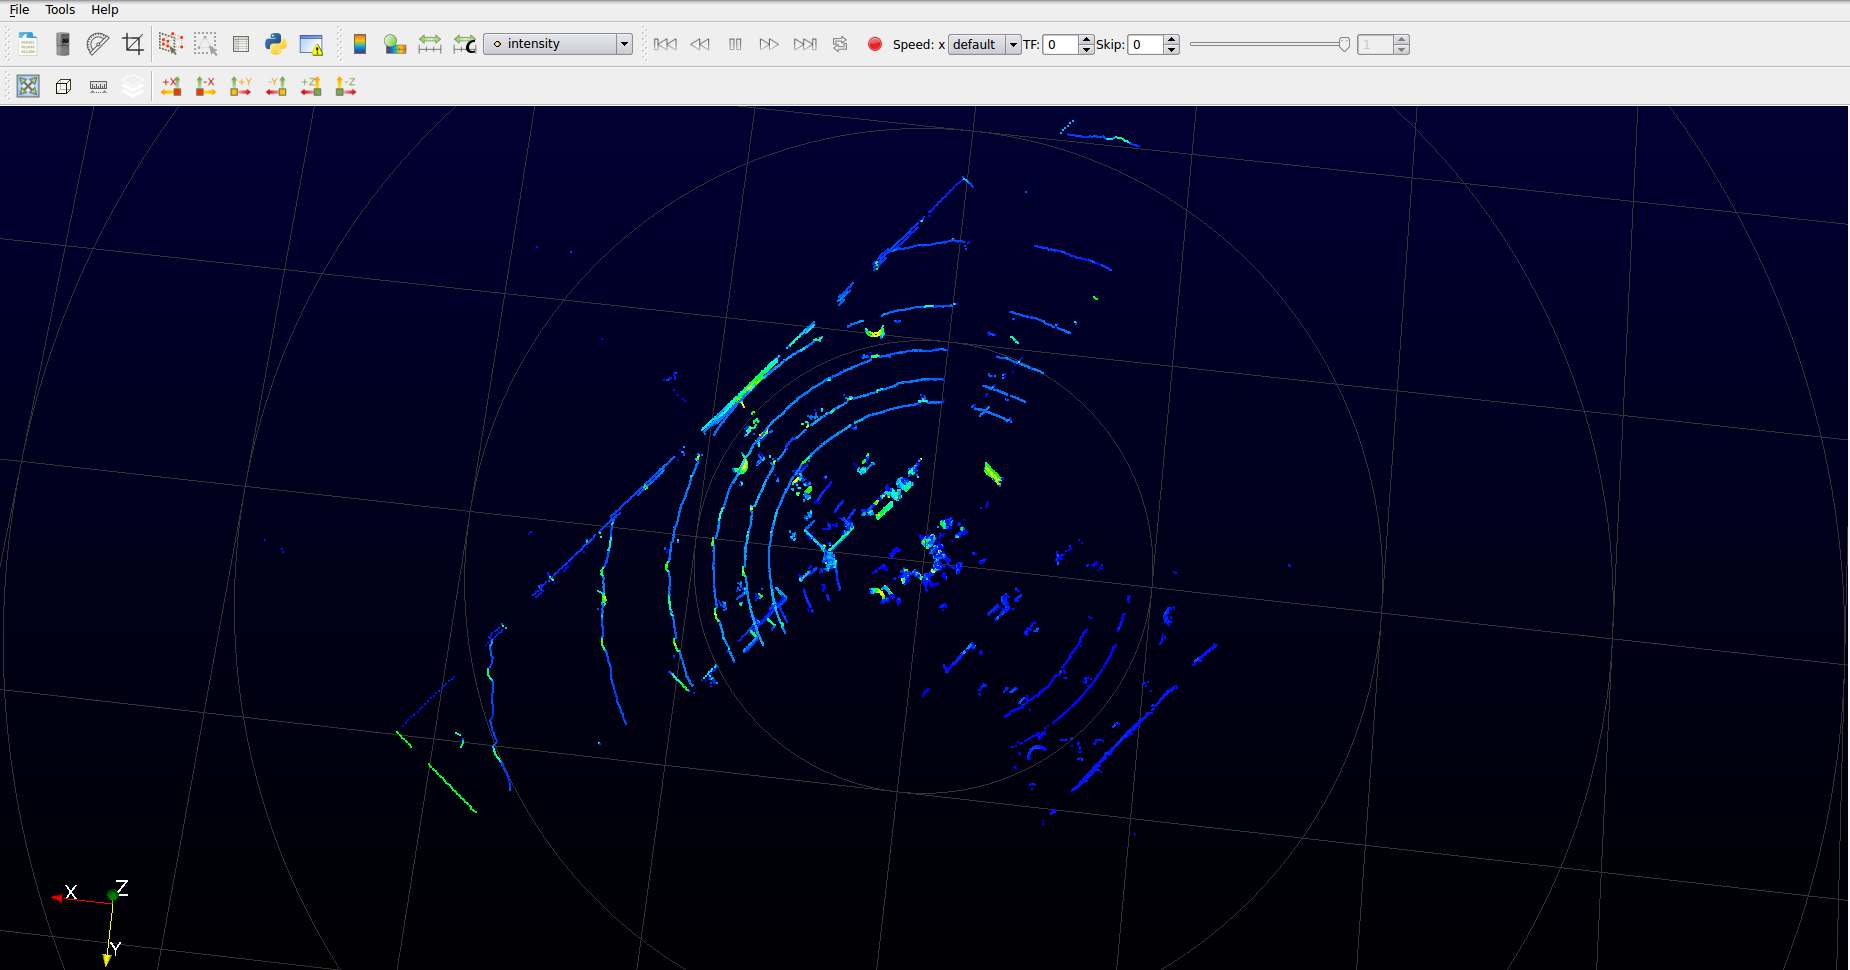 File Tools Help
intensity Speed: x default TF: 0 Skip: 0 1
+X -X +Y -Y +Z -Z
X Z
Y